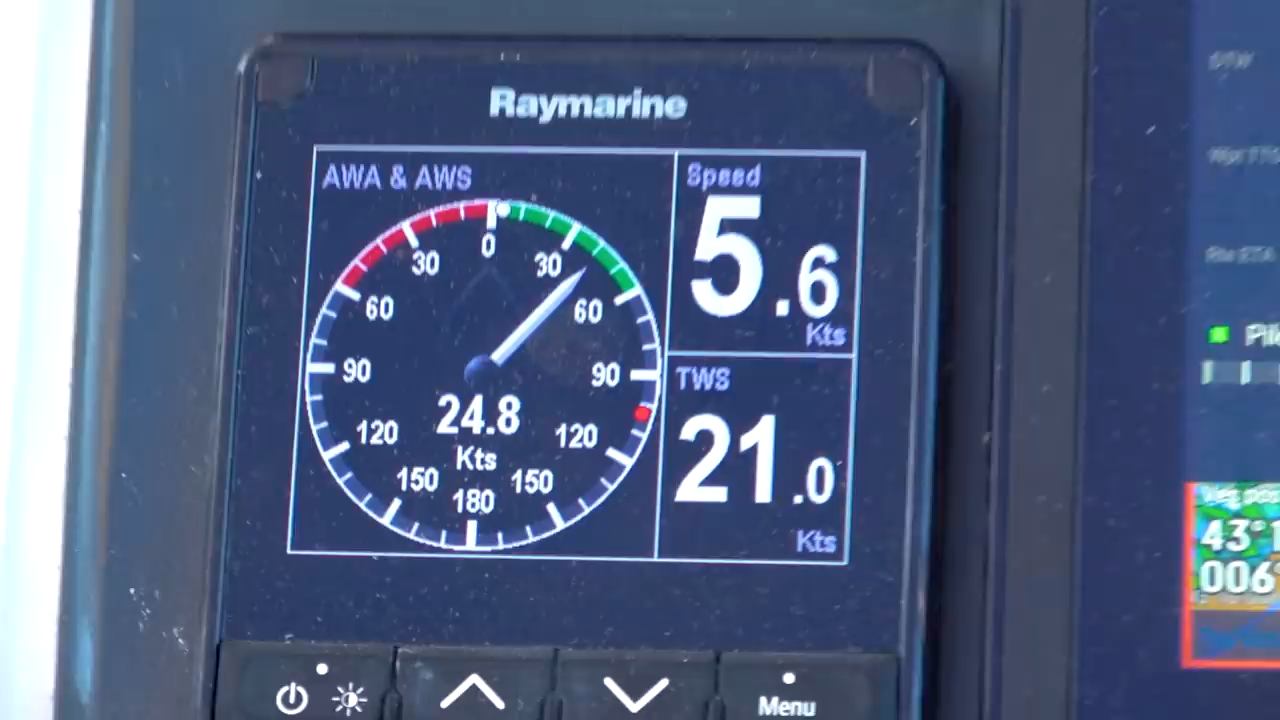 Raymarine
AWA & AWS
0
30
30
60
60
90
90
120
120
150
150
180
24.8
Kts
Speed
5.6
Kts
TWS
21.0
Kts
Menu
43°
006°